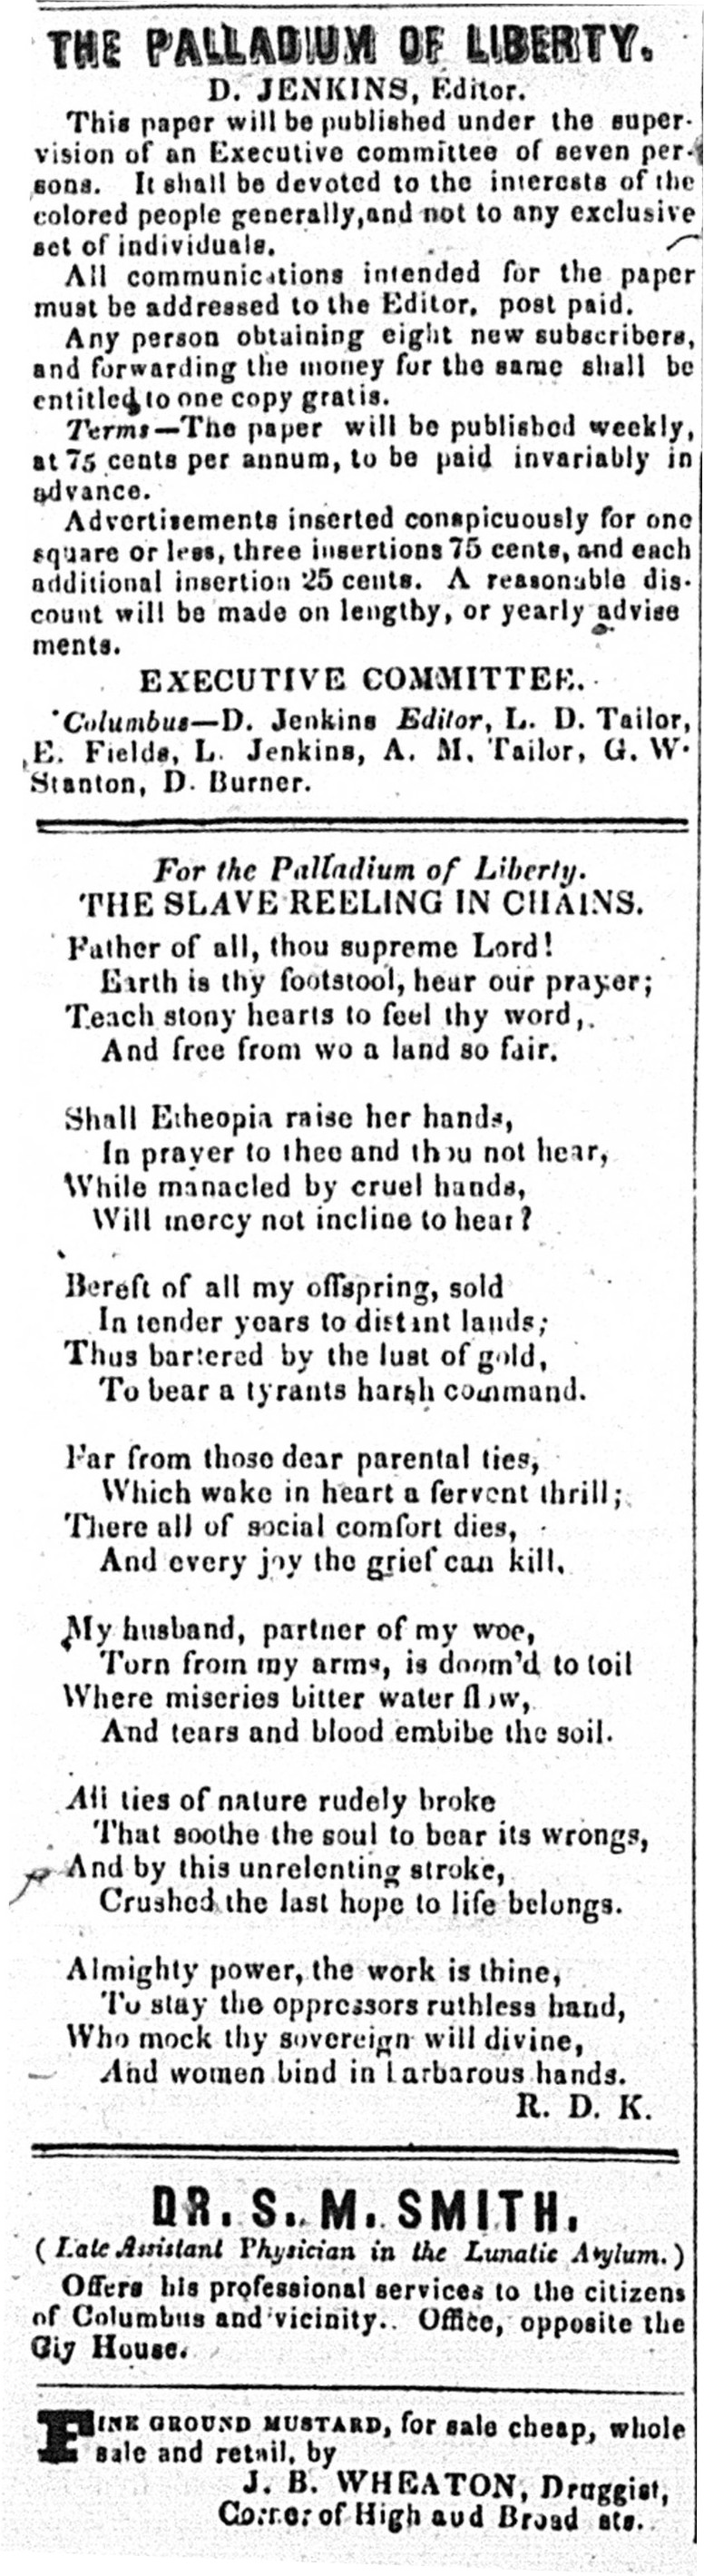 THE PALLADIUM OF LIBERTY.
D. JENKINS, Editor.
This paper will be published under the super-
vision of an Executive committee of seven per-
sons. It shall be devoted to the interests of the
colored people generally,and not to any exclusive
set of individuals.
All communications intended for the paper
must be addressed to the Editor, post paid.
Any person obtaining eight new subscribers,
and forwarding the money for the same shall be
entitled to one copy gratis.
Terms—The paper will be published weekly,
at 75 cents per annum, to be paid invariably in
advance.
Advertisements inserted conspicuously for one
square or less, three insertions 75 cents, and each
additional insertion 25 cents. A reasonable dis-
count will be made on lengthy, or yearly advise
ments.
EXECUTIVE COMMITTEE.
Columbus—D. Jenkins Editor, L. D. Tailor,
E. Fields, L. Jenkins, A. M. Tailor, G. W.
Stanton, D. Burner.
For the Palladium of Liberty.
THE SLAVE REELING IN CHAINS.
Father of all, thou supreme Lord!
Earth is thy footstool, hear our prayer;
Teach stony hearts to feel thy word,
And free from wo a land so fair.
Shall Etheopia raise her hands,
In prayer to thee and thou not hear,
While manacled by cruel hands,
Will mercy not incline to hear?
Bereft of all my offspring, sold
In tender years to distant lands;
Thus bartered by the lust of gold,
To bear a tyrants harsh command.
Far from those dear parental ties,
Which wake in heart a fervent thrill;
There all of social comfort dies,
And every joy the grief can kill.
My husband, partner of my woe,
Torn from my arms, is doom'd to toil
Where miseries bitter water flow,
And tears and blood embibe the soil.
All ties of nature rudely broke
That soothe the soul to bear its wrongs,
And by this unrelenting stroke,
Crushed the last hope to life belongs.
Almighty power, the work is thine,
To stay the oppressors ruthless hand,
Who mock thy sovereign will divine,
And women bind in barbarous hands.
R. D. K.
DR. S. M. SMITH,
(Late Assistant Physician in the Lunatic Asylum.)
Offers his professional services to the citizens
of Columbus and vicinity.. Office, opposite the
House.
FINE GROUND MUSTARD, for sale cheap, whole
sale and retail, by
J. B. WHEATON, Druggist,
Corner of High aud Broad sts.